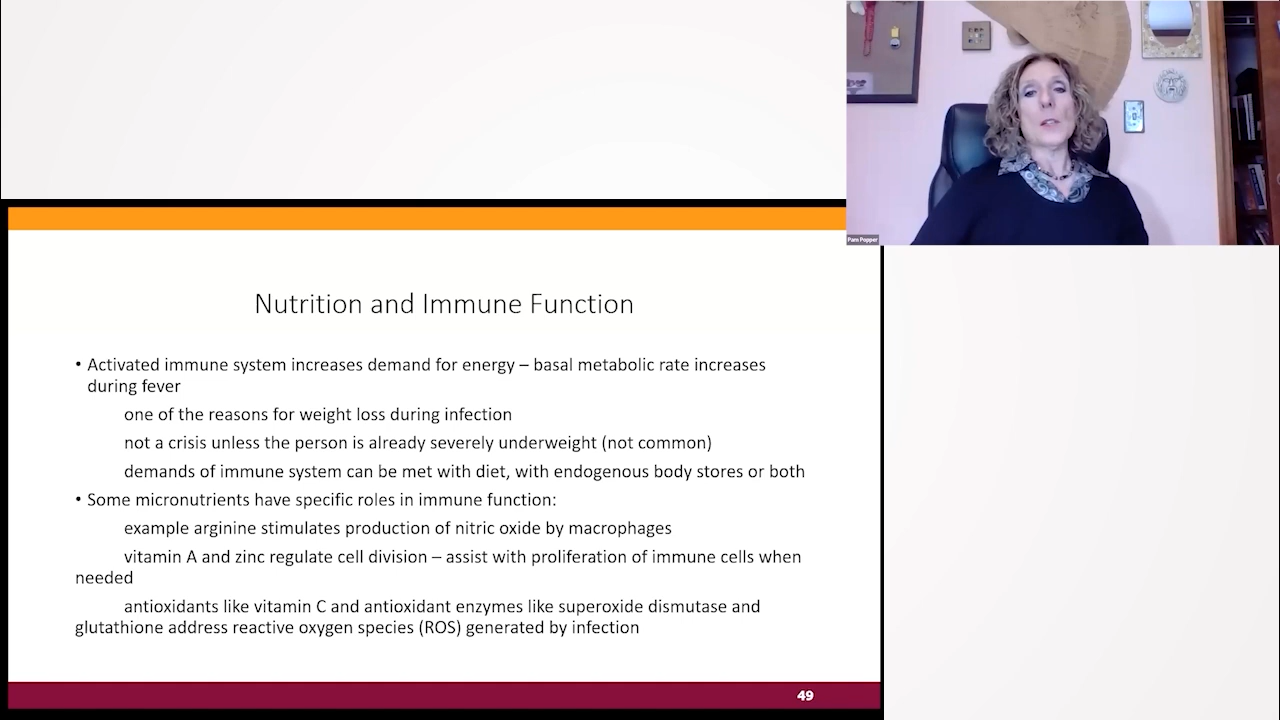 Pam Popper
Nutrition and Immune Function
• Activated immune system increases demand for energy – basal metabolic rate increases
during fever
one of the reasons for weight loss during infection
not a crisis unless the person is already severely underweight (not common)
demands of immune system can be met with diet, with endogenous body stores or both
• Some micronutrients have specific roles in immune function:
example arginine stimulates production of nitric oxide by macrophages
vitamin A and zinc regulate cell division – assist with proliferation of immune cells when
needed
antioxidants like vitamin C and antioxidant enzymes like superoxide dismutase and
glutathione address reactive oxygen species (ROS) generated by infection
49